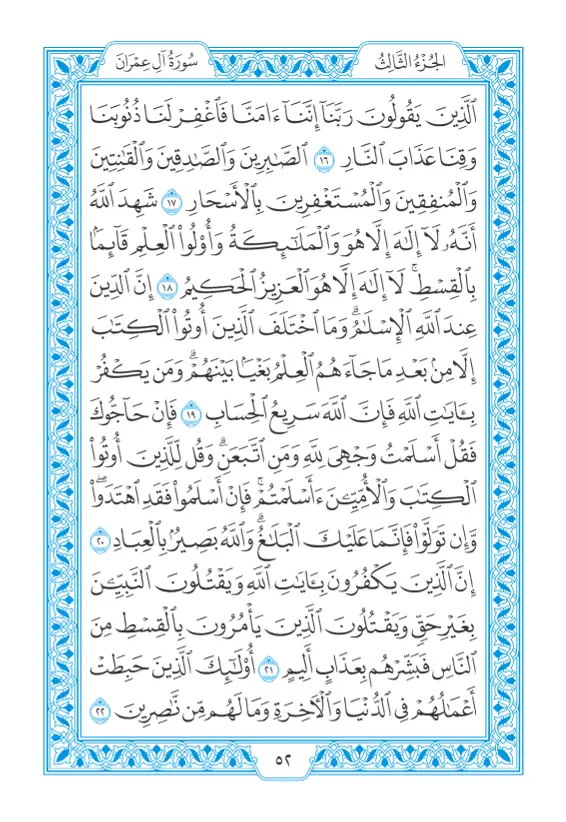 الجُزْءُ الثَّالِثُ
سُورَةُ آلِ عِمْرَانَ
ٱلَّذِينَ يَقُولُونَ رَبَّنَآ إِنَّنَآ ءَامَنَّا فَٱغْفِرْ لَنَا ذُنُوبَنَا
وَقِنَا عَذَابَ ٱلنَّارِ ١٦ ٱلصَّٰبِرِينَ وَٱلصَّٰدِقِينَ وَٱلْقَٰنِتِينَ
وَٱلْمُنفِقِينَ وَٱلْمُسْتَغْفِرِينَ بِٱلْأَسْحَارِ ١٧ شَهِدَ ٱللَّهُ
أَنَّهُۥ لَآ إِلَٰهَ إِلَّا هُوَ وَٱلْمَلَٰٓئِكَةُ وَأُو۟لُوا۟ ٱلْعِلْمِ قَآئِمًۢا
بِٱلْقِسْطِۚ لَآ إِلَٰهَ إِلَّا هُوَ ٱلْعَزِيزُ ٱلْحَكِيمُ ١٨ إِنَّ ٱلدِّينَ
عِندَ ٱللَّهِ ٱلْإِسْلَٰمُۗ وَمَا ٱخْتَلَفَ ٱلَّذِينَ أُوتُوا۟ ٱلْكِتَٰبَ
إِلَّا مِنۢ بَعْدِ مَا جَآءَهُمُ ٱلْعِلْمُ بَغْيًۢا بَيْنَهُمْۗ وَمَن يَكْفُرْ
بِـَٔايَٰتِ ٱللَّهِ فَإِنَّ ٱللَّهَ سَرِيعُ ٱلْحِسَابِ ١٩ فَإِنْ حَآجُّوكَ
فَقُلْ أَسْلَمْتُ وَجْهِىَ لِلَّهِ وَمَنِ ٱتَّبَعَنِۗ وَقُل لِّلَّذِينَ أُوتُوا۟
ٱلْكِتَٰبَ وَٱلْأُمِّيِّـۧنَ ءَأَسْلَمْتُمْۚ فَإِنْ أَسْلَمُوا۟ فَقَدِ ٱهْتَدَوا۟ۖ
وَّإِن تَوَلَّوْا۟ فَإِنَّمَا عَلَيْكَ ٱلْبَلَٰغُۗ وَٱللَّهُ بَصِيرٌۢ بِٱلْعِبَادِ ٢٠
إِنَّ ٱلَّذِينَ يَكْفُرُونَ بِـَٔايَٰتِ ٱللَّهِ وَيَقْتُلُونَ ٱلنَّبِيِّـۧنَ
بِغَيْرِ حَقٍّ وَيَقْتُلُونَ ٱلَّذِينَ يَأْمُرُونَ بِٱلْقِسْطِ مِنَ
ٱلنَّاسِ فَبَشِّرْهُم بِعَذَابٍ أَلِيمٍ ٢١ أُو۟لَٰٓئِكَ ٱلَّذِينَ حَبِطَتْ
أَعْمَٰلُهُمْ فِى ٱلدُّنْيَا وَٱلْـَٔاخِرَةِ وَمَا لَهُم مِّن نَّٰصِرِينَ ٢٢
٥٢